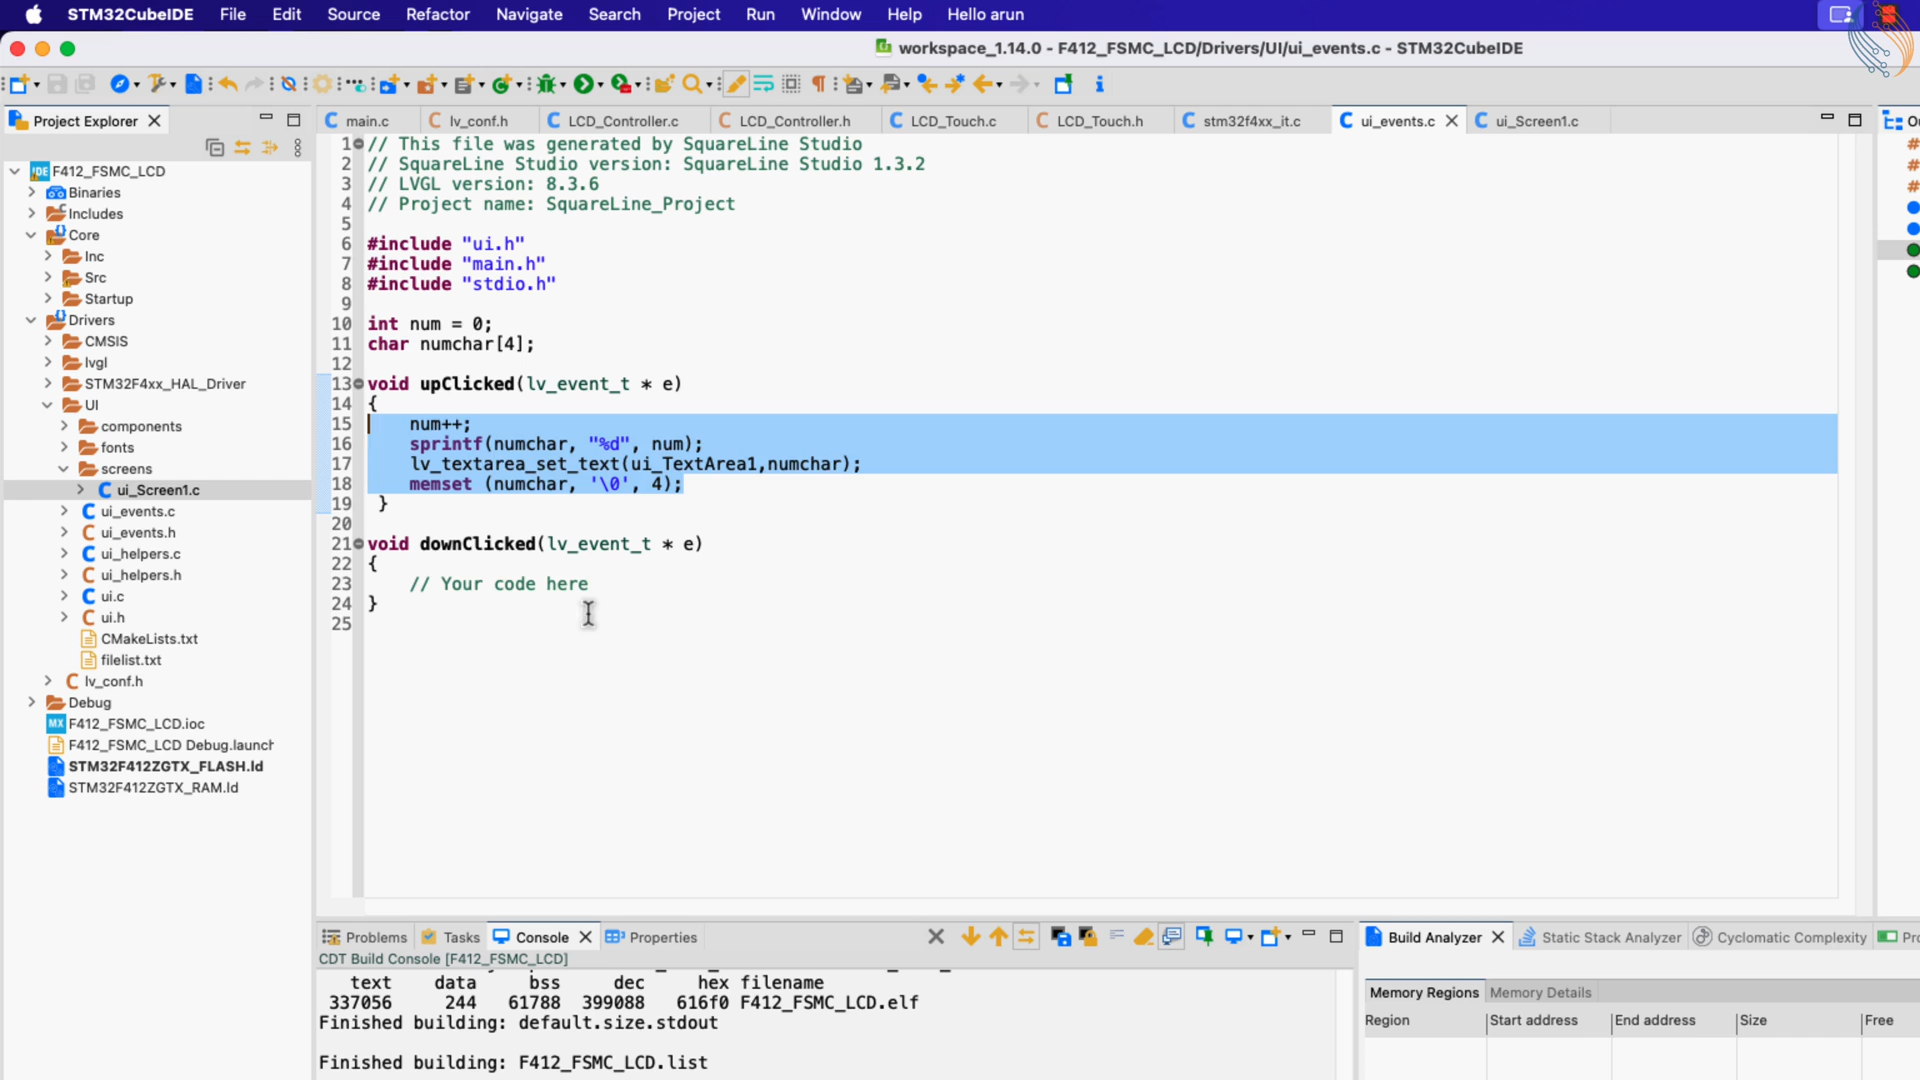 STM32CubeIDE File Edit Source Refactor Navigate Search Project Run Window Help Hello arun
workspace_1.14.0 - F412_FSMC_LCD/Drivers/UI/ui_events.c - STM32CubeIDE
Project Explorer
F412_FSMC_LCD
Binaries
Includes
Core
Inc
Src
Startup
Drivers
CMSIS
lvgl
STM32F4xx_HAL_Driver
UI
components
fonts
screens
ui_Screen1.c
ui_events.c
ui_events.h
ui_helpers.c
ui_helpers.h
ui.c
ui.h
CMakeLists.txt
filelist.txt
lv_conf.h
Debug
F412_FSMC_LCD.ioc
F412_FSMC_LCD Debug.launch
STM32F412ZGTX_FLASH.ld
STM32F412ZGTX_RAM.ld
main.c lv_conf.h LCD_Controller.c LCD_Controller.h LCD_Touch.c LCD_Touch.h stm32f4xx_it.c ui_events.c ui_Screen1.c
1 // This file was generated by SquareLine Studio
2 // SquareLine Studio version: SquareLine Studio 1.3.2
3 // LVGL version: 8.3.6
4 // Project name: SquareLine_Project
5
6 #include "ui.h"
7 #include "main.h"
8 #include "stdio.h"
9
10 int num = 0;
11 char numchar[4];
12
13 void upClicked(lv_event_t * e)
14 {
15 num++;
16 sprintf(numchar, "%d", num);
17 lv_textarea_set_text(ui_TextArea1,numchar);
18 memset (numchar, '\0', 4);
19 }
20
21 void downClicked(lv_event_t * e)
22 {
23 // Your code here
24 }
25
Problems Tasks Console Properties
CDT Build Console [F412_FSMC_LCD]
text data bss dec hex filename
337056 244 61788 399088 616f0 F412_FSMC_LCD.elf
Finished building: default.size.stdout
Finished building: F412_FSMC_LCD.list
Build Analyzer Static Stack Analyzer Cyclomatic Complexity
Memory Regions Memory Details
Region Start address End address Size Free